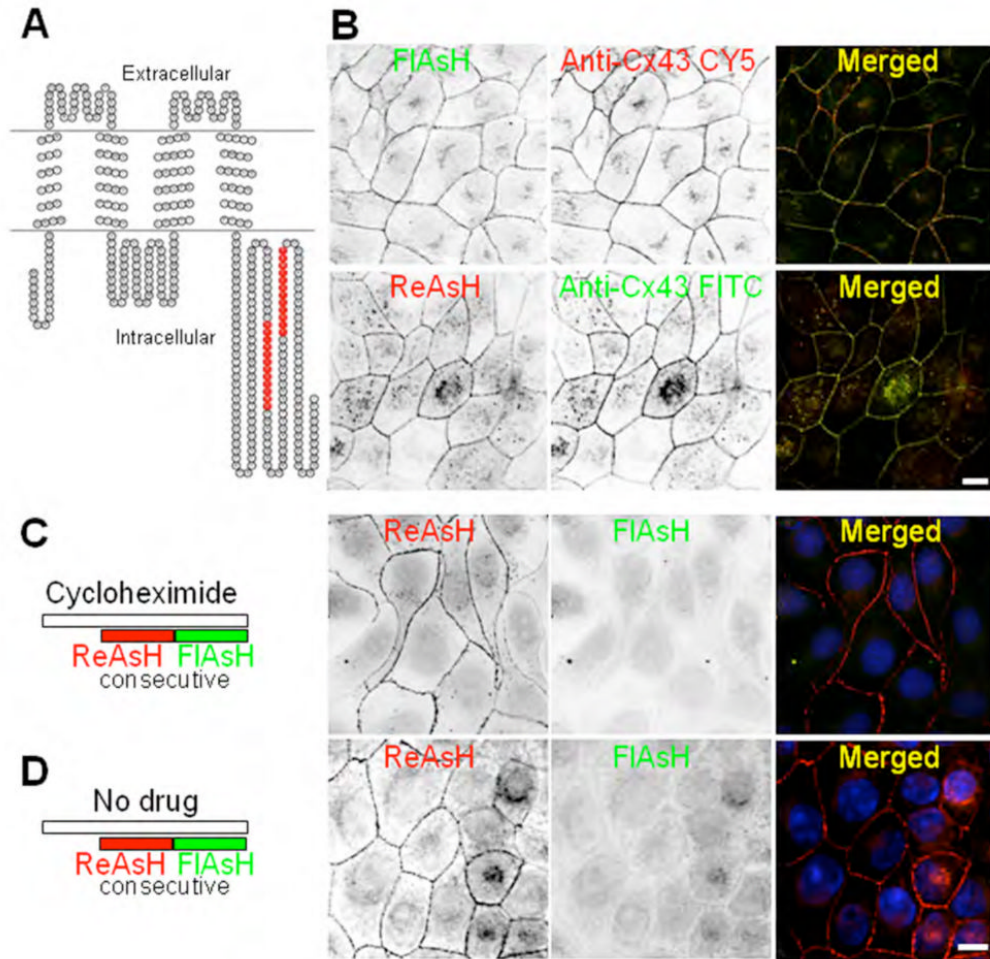 A
Extracellular
Intracellular
B
FlAsH
Anti-Cx43 CY5
Merged
ReAsH
Anti-Cx43 FITC
Merged
C
Cycloheximide
ReAsH FlAsH
consecutive
ReAsH
FlAsH
Merged
D
No drug
ReAsH FlAsH
consecutive
ReAsH
FlAsH
Merged